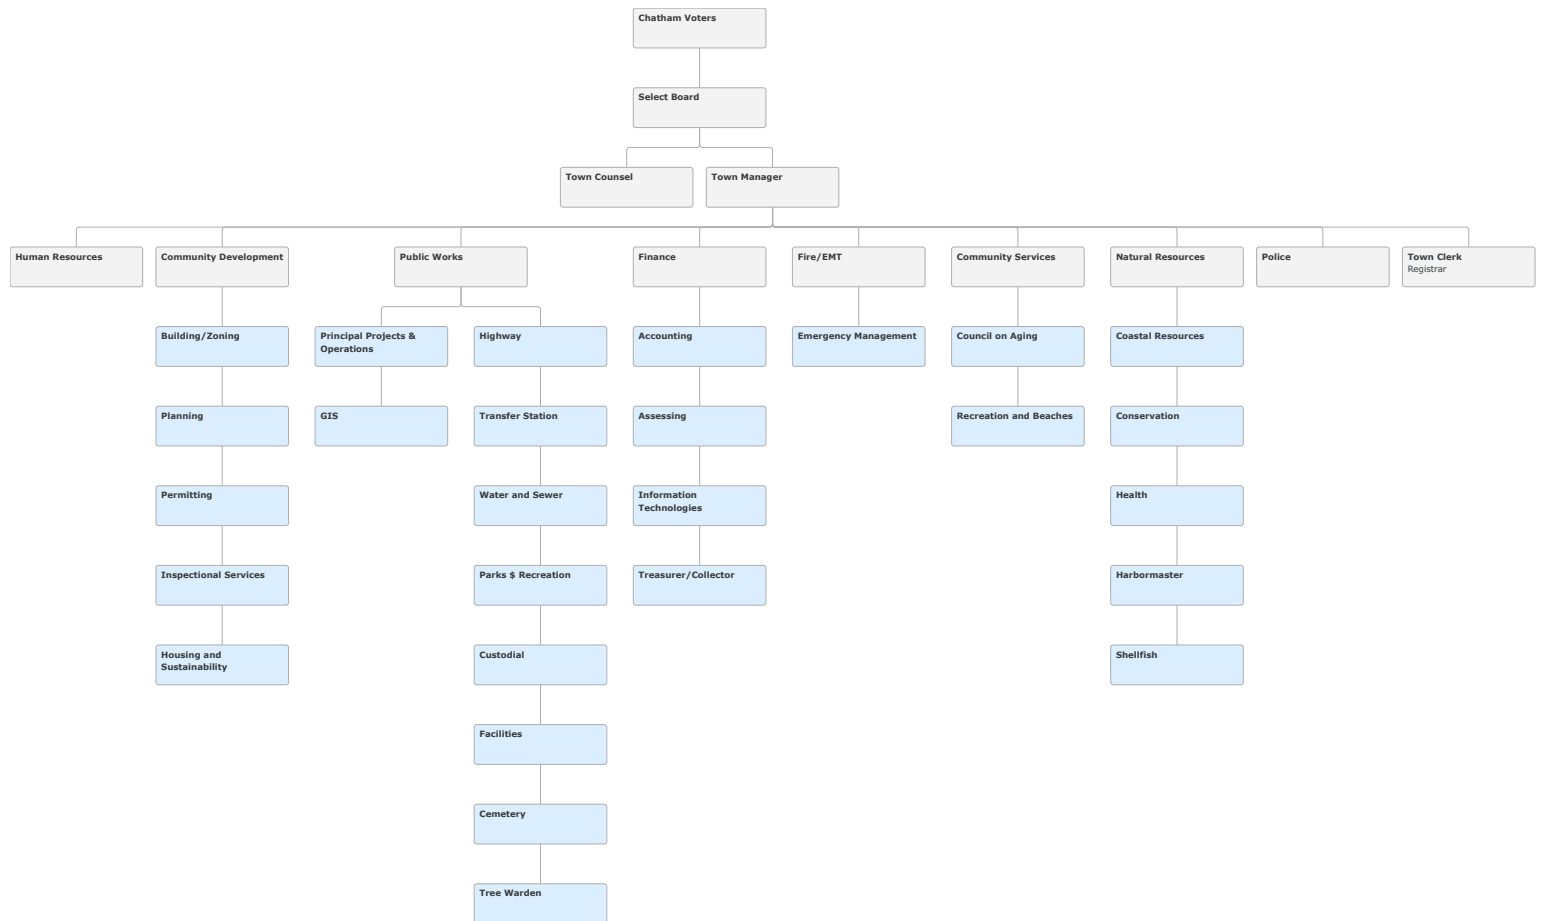 Chatham Voters
Select Board
Town Counsel
Town Manager
Human Resources
Community Development
Public Works
Finance
Fire/EMT
Community Services
Natural Resources
Police
Town Clerk
Registrar
Building/Zoning
Principal Projects &
Operations
Highway
Accounting
Emergency Management
Council on Aging
Coastal Resources
Planning
GIS
Transfer Station
Assessing
Recreation and Beaches
Conservation
Permitting
Water and Sewer
Information
Technologies
Health
Inspectional Services
Parks $ Recreation
Treasurer/Collector
Harbormaster
Housing and
Sustainability
Custodial
Shellfish
Facilities
Cemetery
Tree Warden